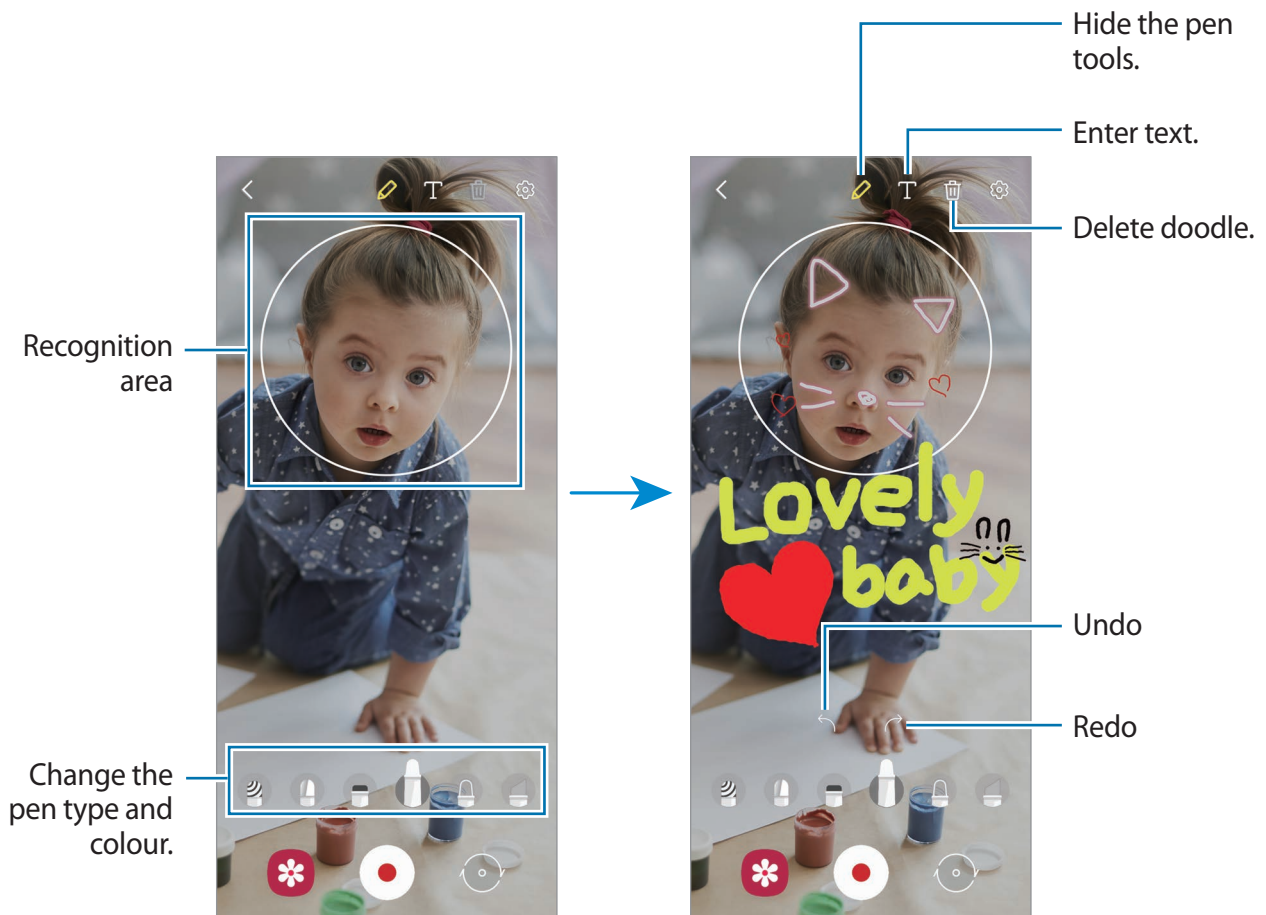 Hide the pen
tools.
Enter text.
T
T
Delete doodle.
Recognition
area
Lovely
baby
Undo
Redo
Change the
pen type and
colour.